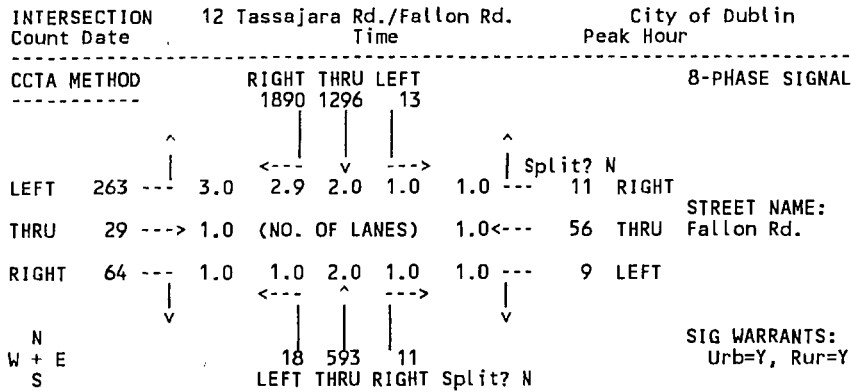 INTERSECTION 12 Tassajara Rd./Fallon Rd. City of Dublin
Count Date Time Peak Hour
--------------------------------------------------------------------------------
CCTA METHOD RIGHT THRU LEFT 8-PHASE SIGNAL
----------- 1890 1296 13
^ | | | ^
| <--- v ---> | Split? N
LEFT 263 --- 3.0 2.9 2.0 1.0 1.0 --- 11 RIGHT
STREET NAME:
THRU 29 ---> 1.0 (NO. OF LANES) 1.0<--- 56 THRU Fallon Rd.
RIGHT 64 --- 1.0 1.0 2.0 1.0 1.0 --- 9 LEFT
| <--- ^ ---> |
v | | | v
N SIG WARRANTS:
W + E 18 593 11 Urb=Y, Rur=Y
S LEFT THRU RIGHT Split? N